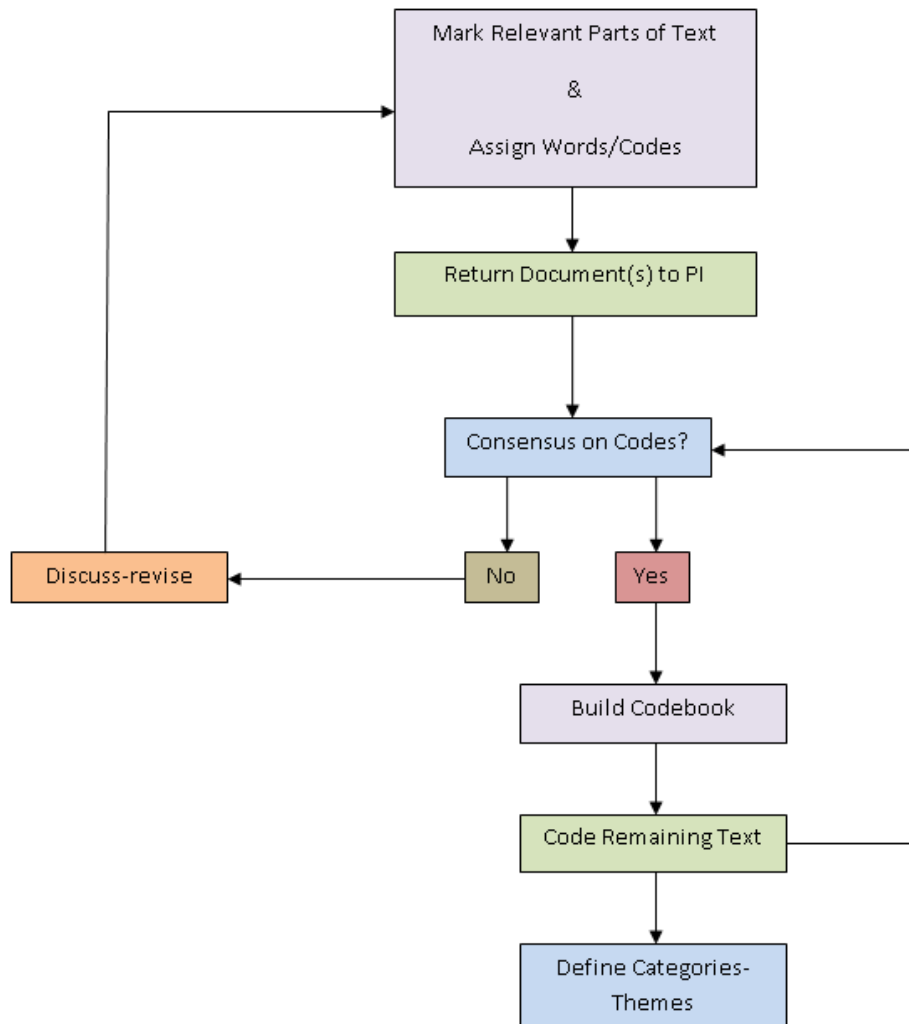 Mark Relevant Parts of Text
&
Assign Words/Codes
Return Document(s) to PI
Consensus on Codes?
Discuss-revise
No
Yes
Build Codebook
Code Remaining Text
Define Categories-
Themes